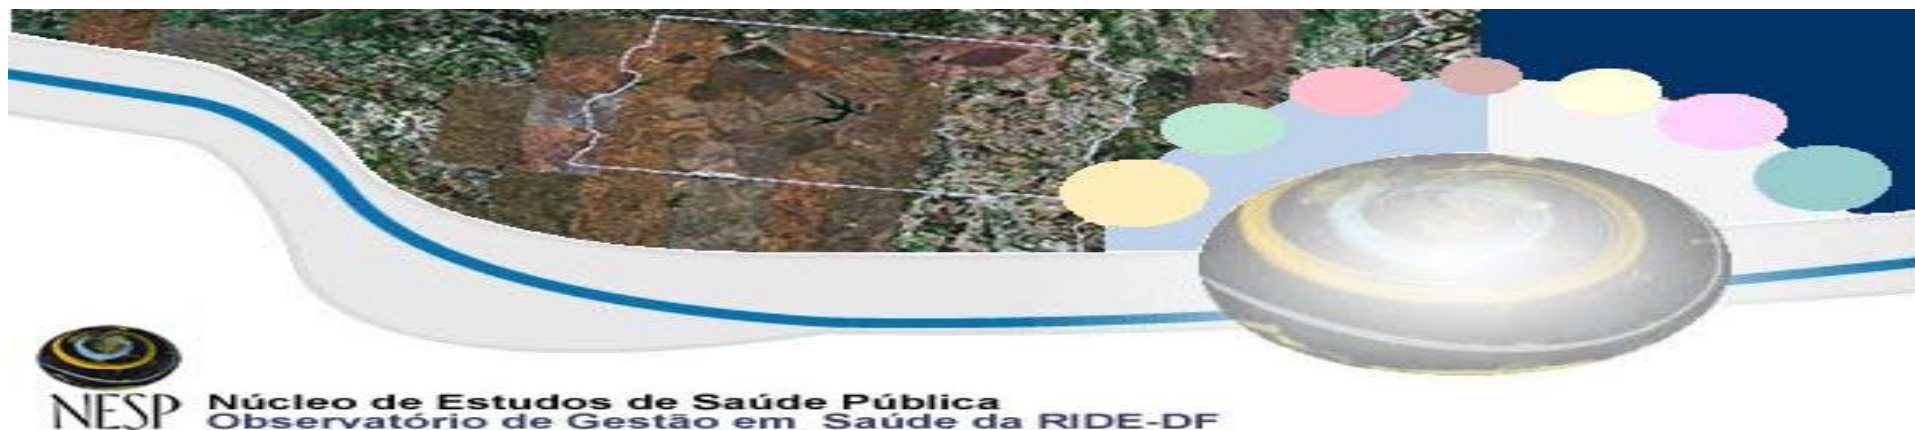 NESP
Núcleo de Estudos de Saúde Pública
Observatório de Gestão em Saúde da RIDE-DF